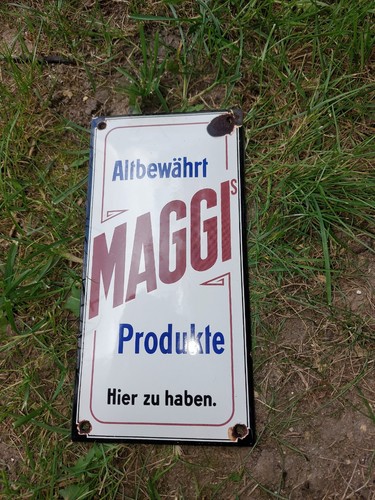 Altbewährt
MAGGIS
Produkte
Hier zu haben.